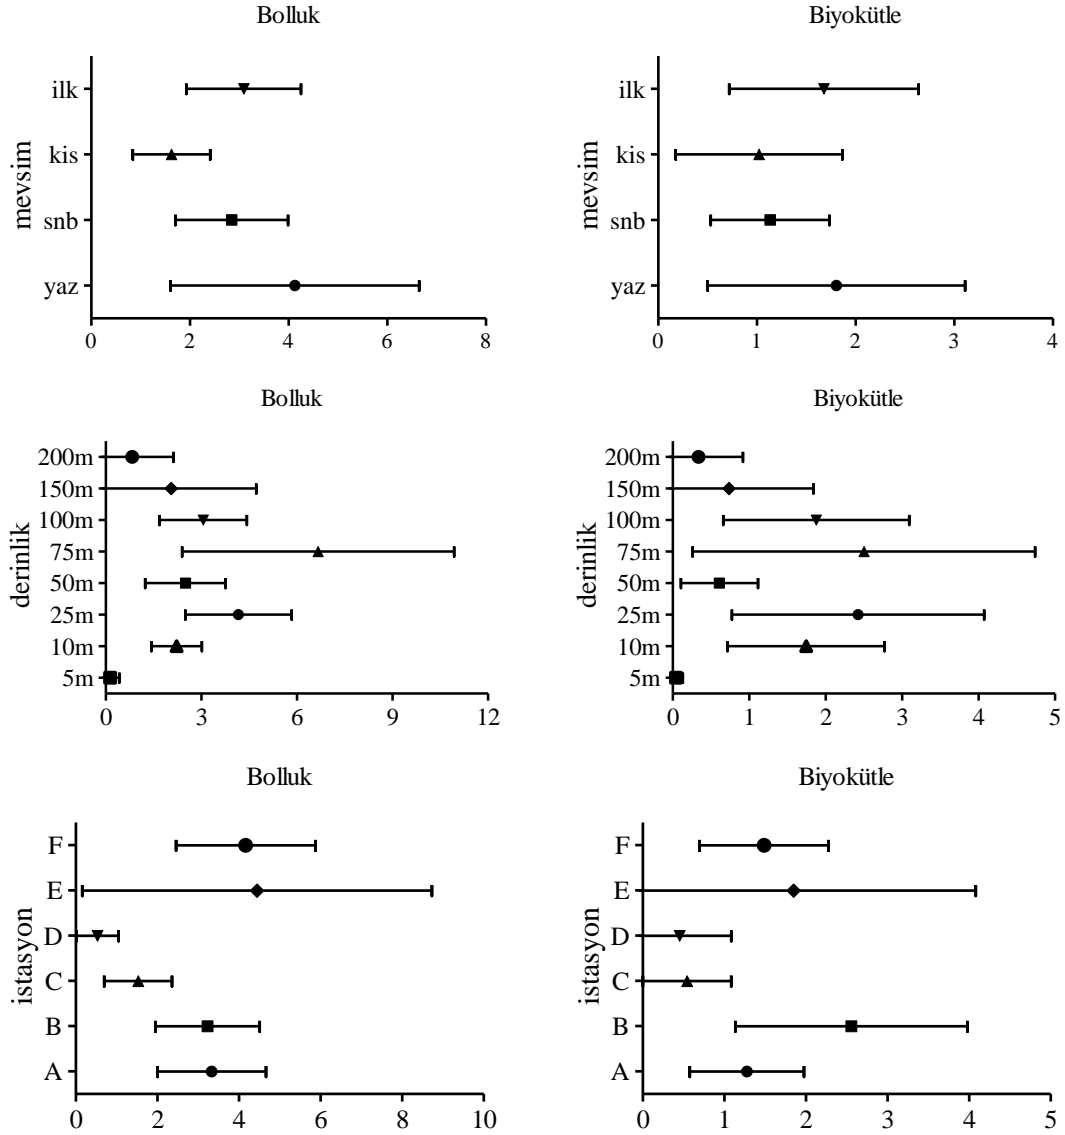 Bolluk
mevsim
ilk
kis
snb
yaz
0 2 4 6 8
Biyokütle
mevsim
ilk
kis
snb
yaz
0 1 2 3 4
Bolluk
derinlik
200m
150m
100m
75m
50m
25m
10m
5m
0 3 6 9 12
Biyokütle
derinlik
200m
150m
100m
75m
50m
25m
10m
5m
0 1 2 3 4 5
Bolluk
istasyon
F
E
D
C
B
A
0 2 4 6 8 10
Biyokütle
istasyon
F
E
D
C
B
A
0 1 2 3 4 5